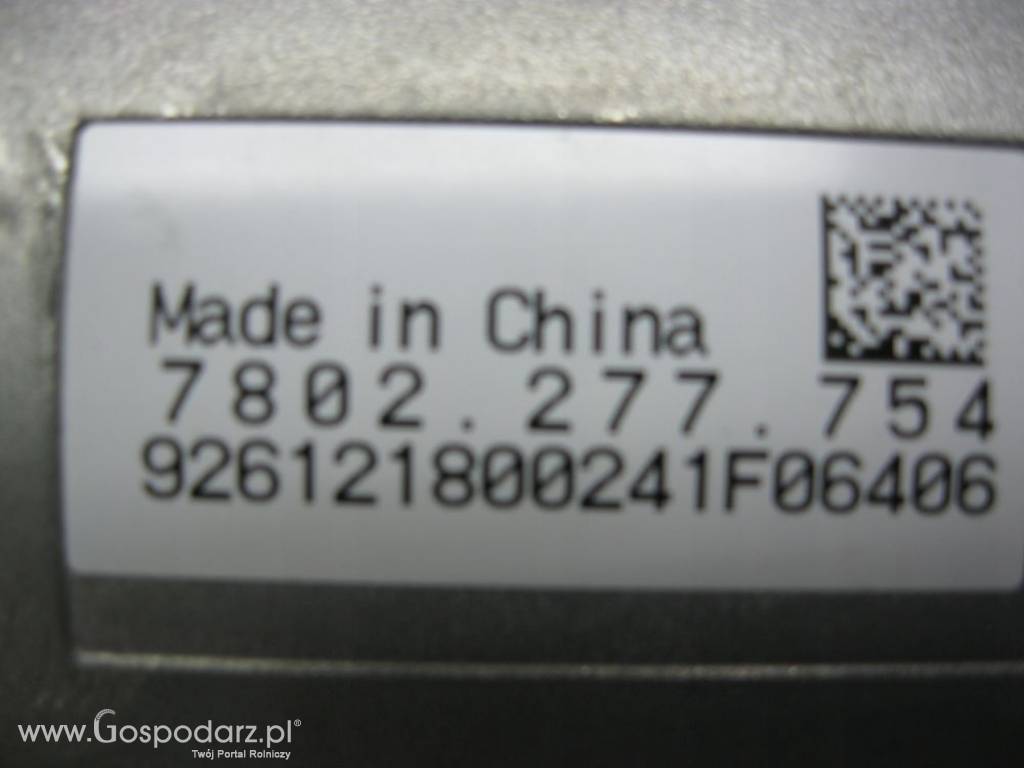 Made in China
7802.277.754
926121800241F06406
www.Gospodarz.pl®
Twój Portal Rolniczy